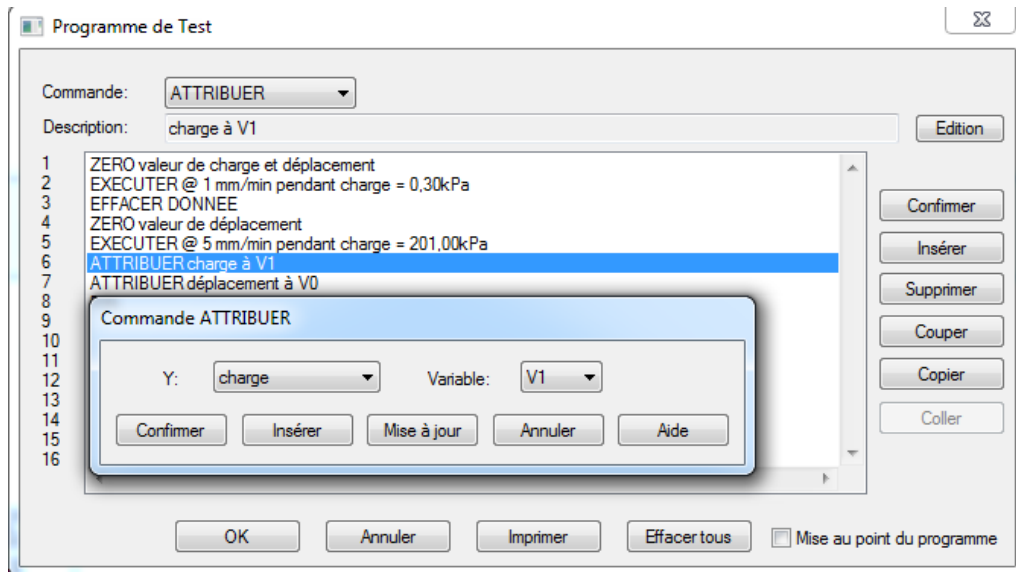 Programme de Test
Commande: ATTRIBUER
Description: charge à V1 Edition
1 ZERO valeur de charge et déplacement
2 EXECUTER @ 1 mm/min pendant charge = 0,30kPa
3 EFFACER DONNEE
4 ZERO valeur de déplacement
5 EXECUTER @ 5 mm/min pendant charge = 201,00kPa
6 ATTRIBUER charge à V1
7 ATTRIBUER déplacement à V0
8
9
10
11
12
13
14
15
16
Commande ATTRIBUER
Y: charge Variable: V1
Confirmer Insérer Mise à jour Annuler Aide
Confirmer
Insérer
Supprimer
Couper
Copier
Coller
OK Annuler Imprimer Effacer tous Mise au point du programme